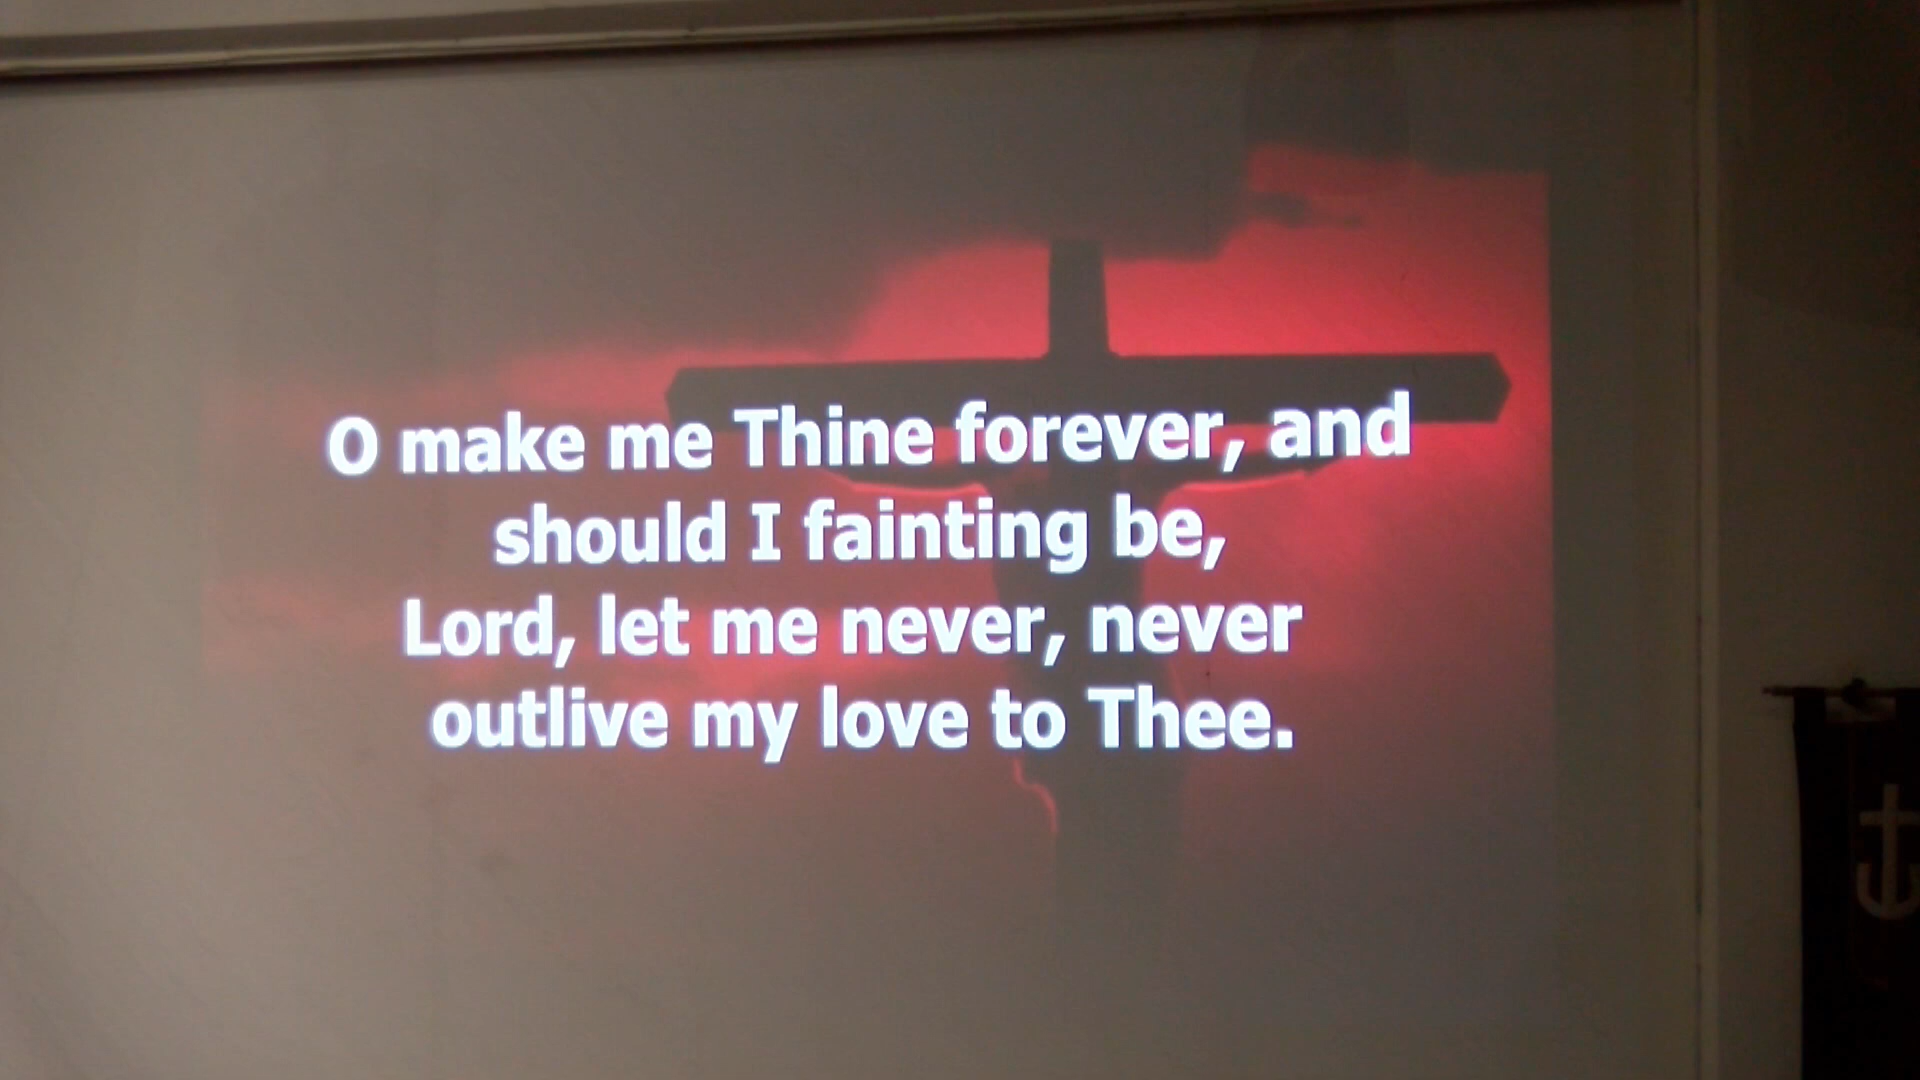 O make me Thine forever, and
should I fainting be,
Lord, let me never, never
outlive my love to Thee.